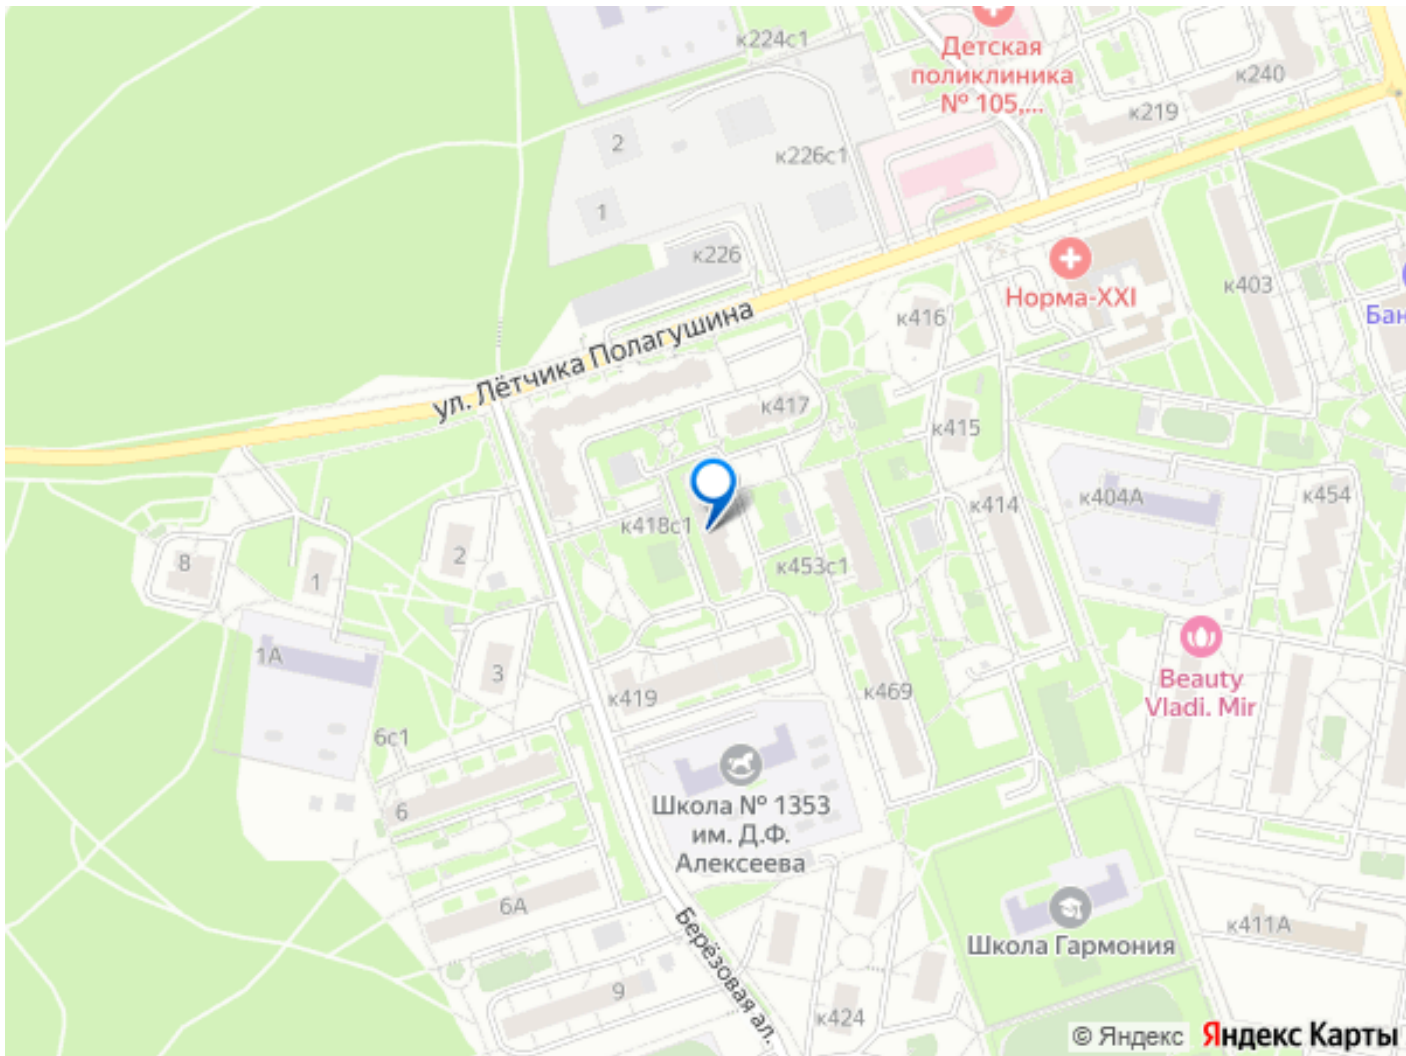 к224с1
Детская
поликлиника
№ 105,...
к240
к219
2
к226с1
1
к226
Норма-XXI
к403
Бан
ул. Лётчика Полагушина
к416
к417
к415
к404А
к454
к414
к418с1
2
8
1
к453с1
1А
3
к419
к469
Beauty
Vladi. Mir
6с1
6
Школа № 1353
им. Д.Ф.
Алексеева
6А
Берёзовая ал.
Школа Гармония
к411А
9
к424
© Яндекс Яндекс Карты